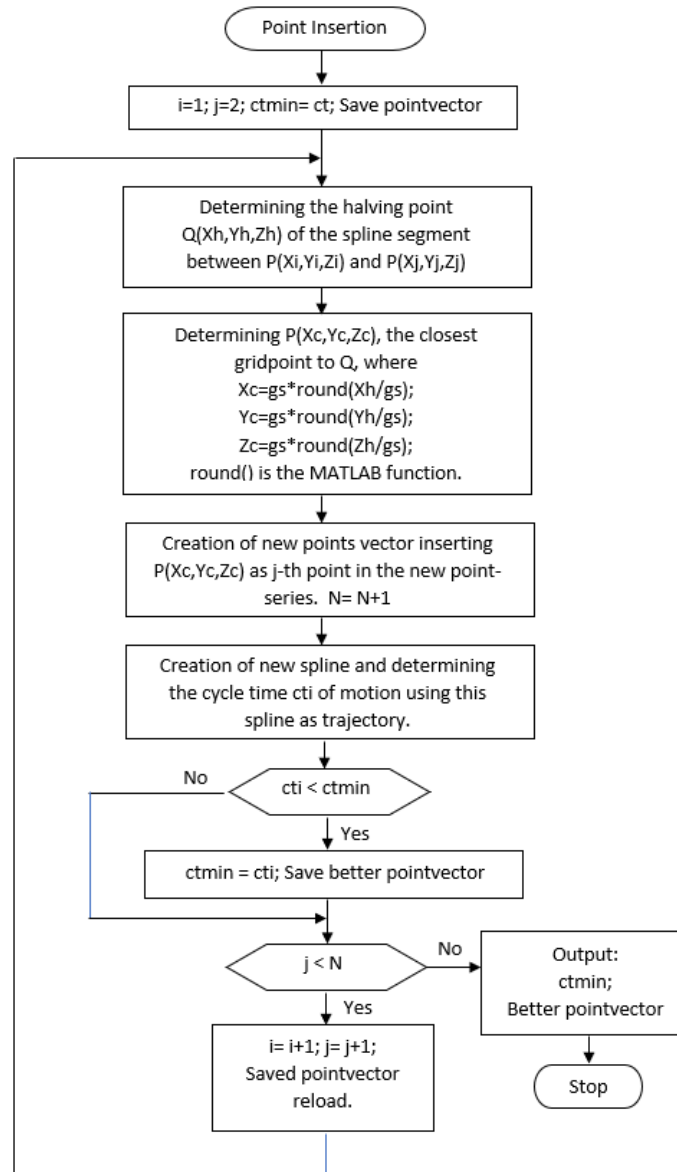 Point Insertion
i=1; j=2; ctmin= ct; Save pointvector
Determining the halving point
Q(Xh,Yh,Zh) of the spline segment
between P(Xi,Yi,Zi) and P(Xj,Yj,Zj)
Determining P(Xc,Yc,Zc), the closest
gridpoint to Q, where
Xc=gs*round(Xh/gs);
Yc=gs*round(Yh/gs);
Zc=gs*round(Zh/gs);
round() is the MATLAB function.
Creation of new points vector inserting
P(Xc,Yc,Zc) as j-th point in the new point-
series. N= N+1
Creation of new spline and determining
the cycle time cti of motion using this
spline as trajectory.
No
cti < ctmin
Yes
ctmin = cti; Save better pointvector
j < N
No
Output:
ctmin;
Better pointvector
Yes
i= i+1; j= j+1;
Saved pointvector
reload.
Stop